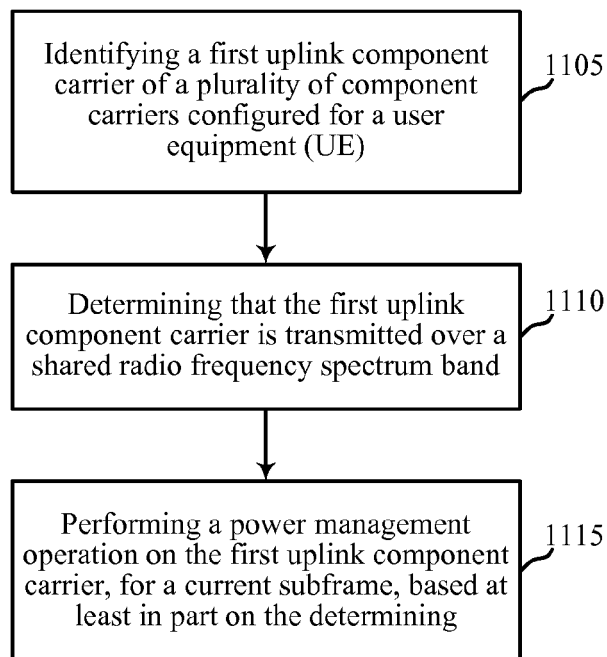 Identifying a first uplink component
carrier of a plurality of component
carriers configured for a user
equipment (UE)
1105
Determining that the first uplink
component carrier is transmitted over a
shared radio frequency spectrum band
1110
Performing a power management
operation on the first uplink component
carrier, for a current subframe, based at
least in part on the determining
1115